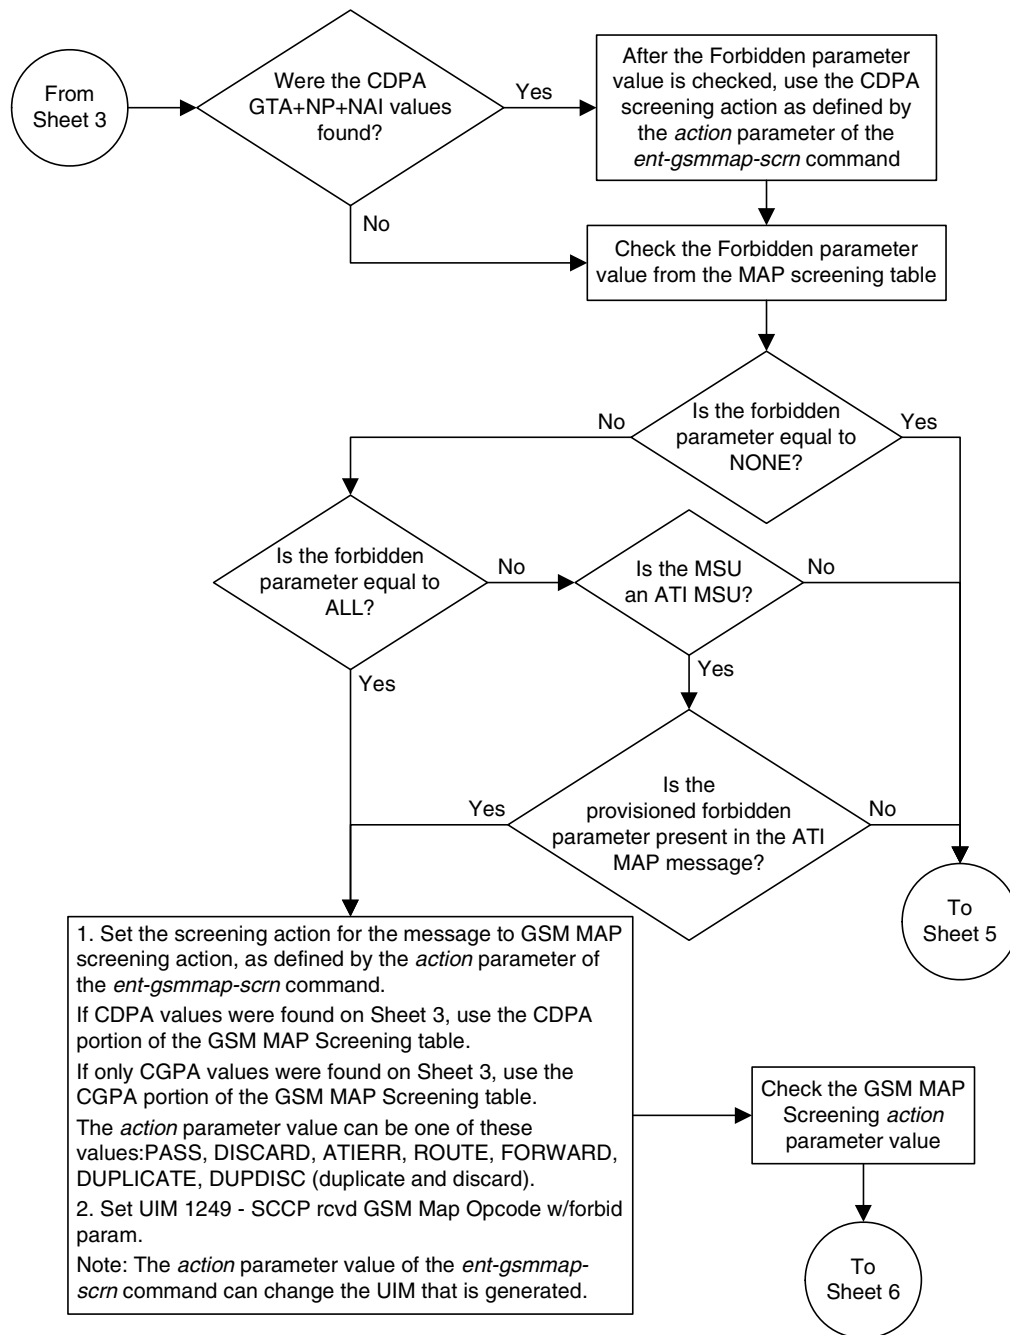 From
Sheet 3
Were the CDPA
GTA+NP+NAI values
found?
Yes
No
After the Forbidden parameter
value is checked, use the CDPA
screening action as defined by
the action parameter of the
ent-gsmmap-scrn command
Check the Forbidden parameter
value from the MAP screening table
Is the forbidden
parameter equal to
NONE?
No
Yes
Is the forbidden
parameter equal to
ALL?
No
Yes
Is the MSU
an ATI MSU?
No
Yes
Is the
provisioned forbidden
parameter present in the ATI
MAP message?
Yes
No
To
Sheet 5
1. Set the screening action for the message to GSM MAP
screening action, as defined by the action parameter of
the ent-gsmmap-scrn command.
If CDPA values were found on Sheet 3, use the CDPA
portion of the GSM MAP Screening table.
If only CGPA values were found on Sheet 3, use the
CGPA portion of the GSM MAP Screening table.
The action parameter value can be one of these
values:PASS, DISCARD, ATIERR, ROUTE, FORWARD,
DUPLICATE, DUPDISC (duplicate and discard).
2. Set UIM 1249 - SCCP rcvd GSM Map Opcode w/forbid
param.
Note: The action parameter value of the ent-gsmmap-
scrn command can change the UIM that is generated.
Check the GSM MAP
Screening action
parameter value
To
Sheet 6